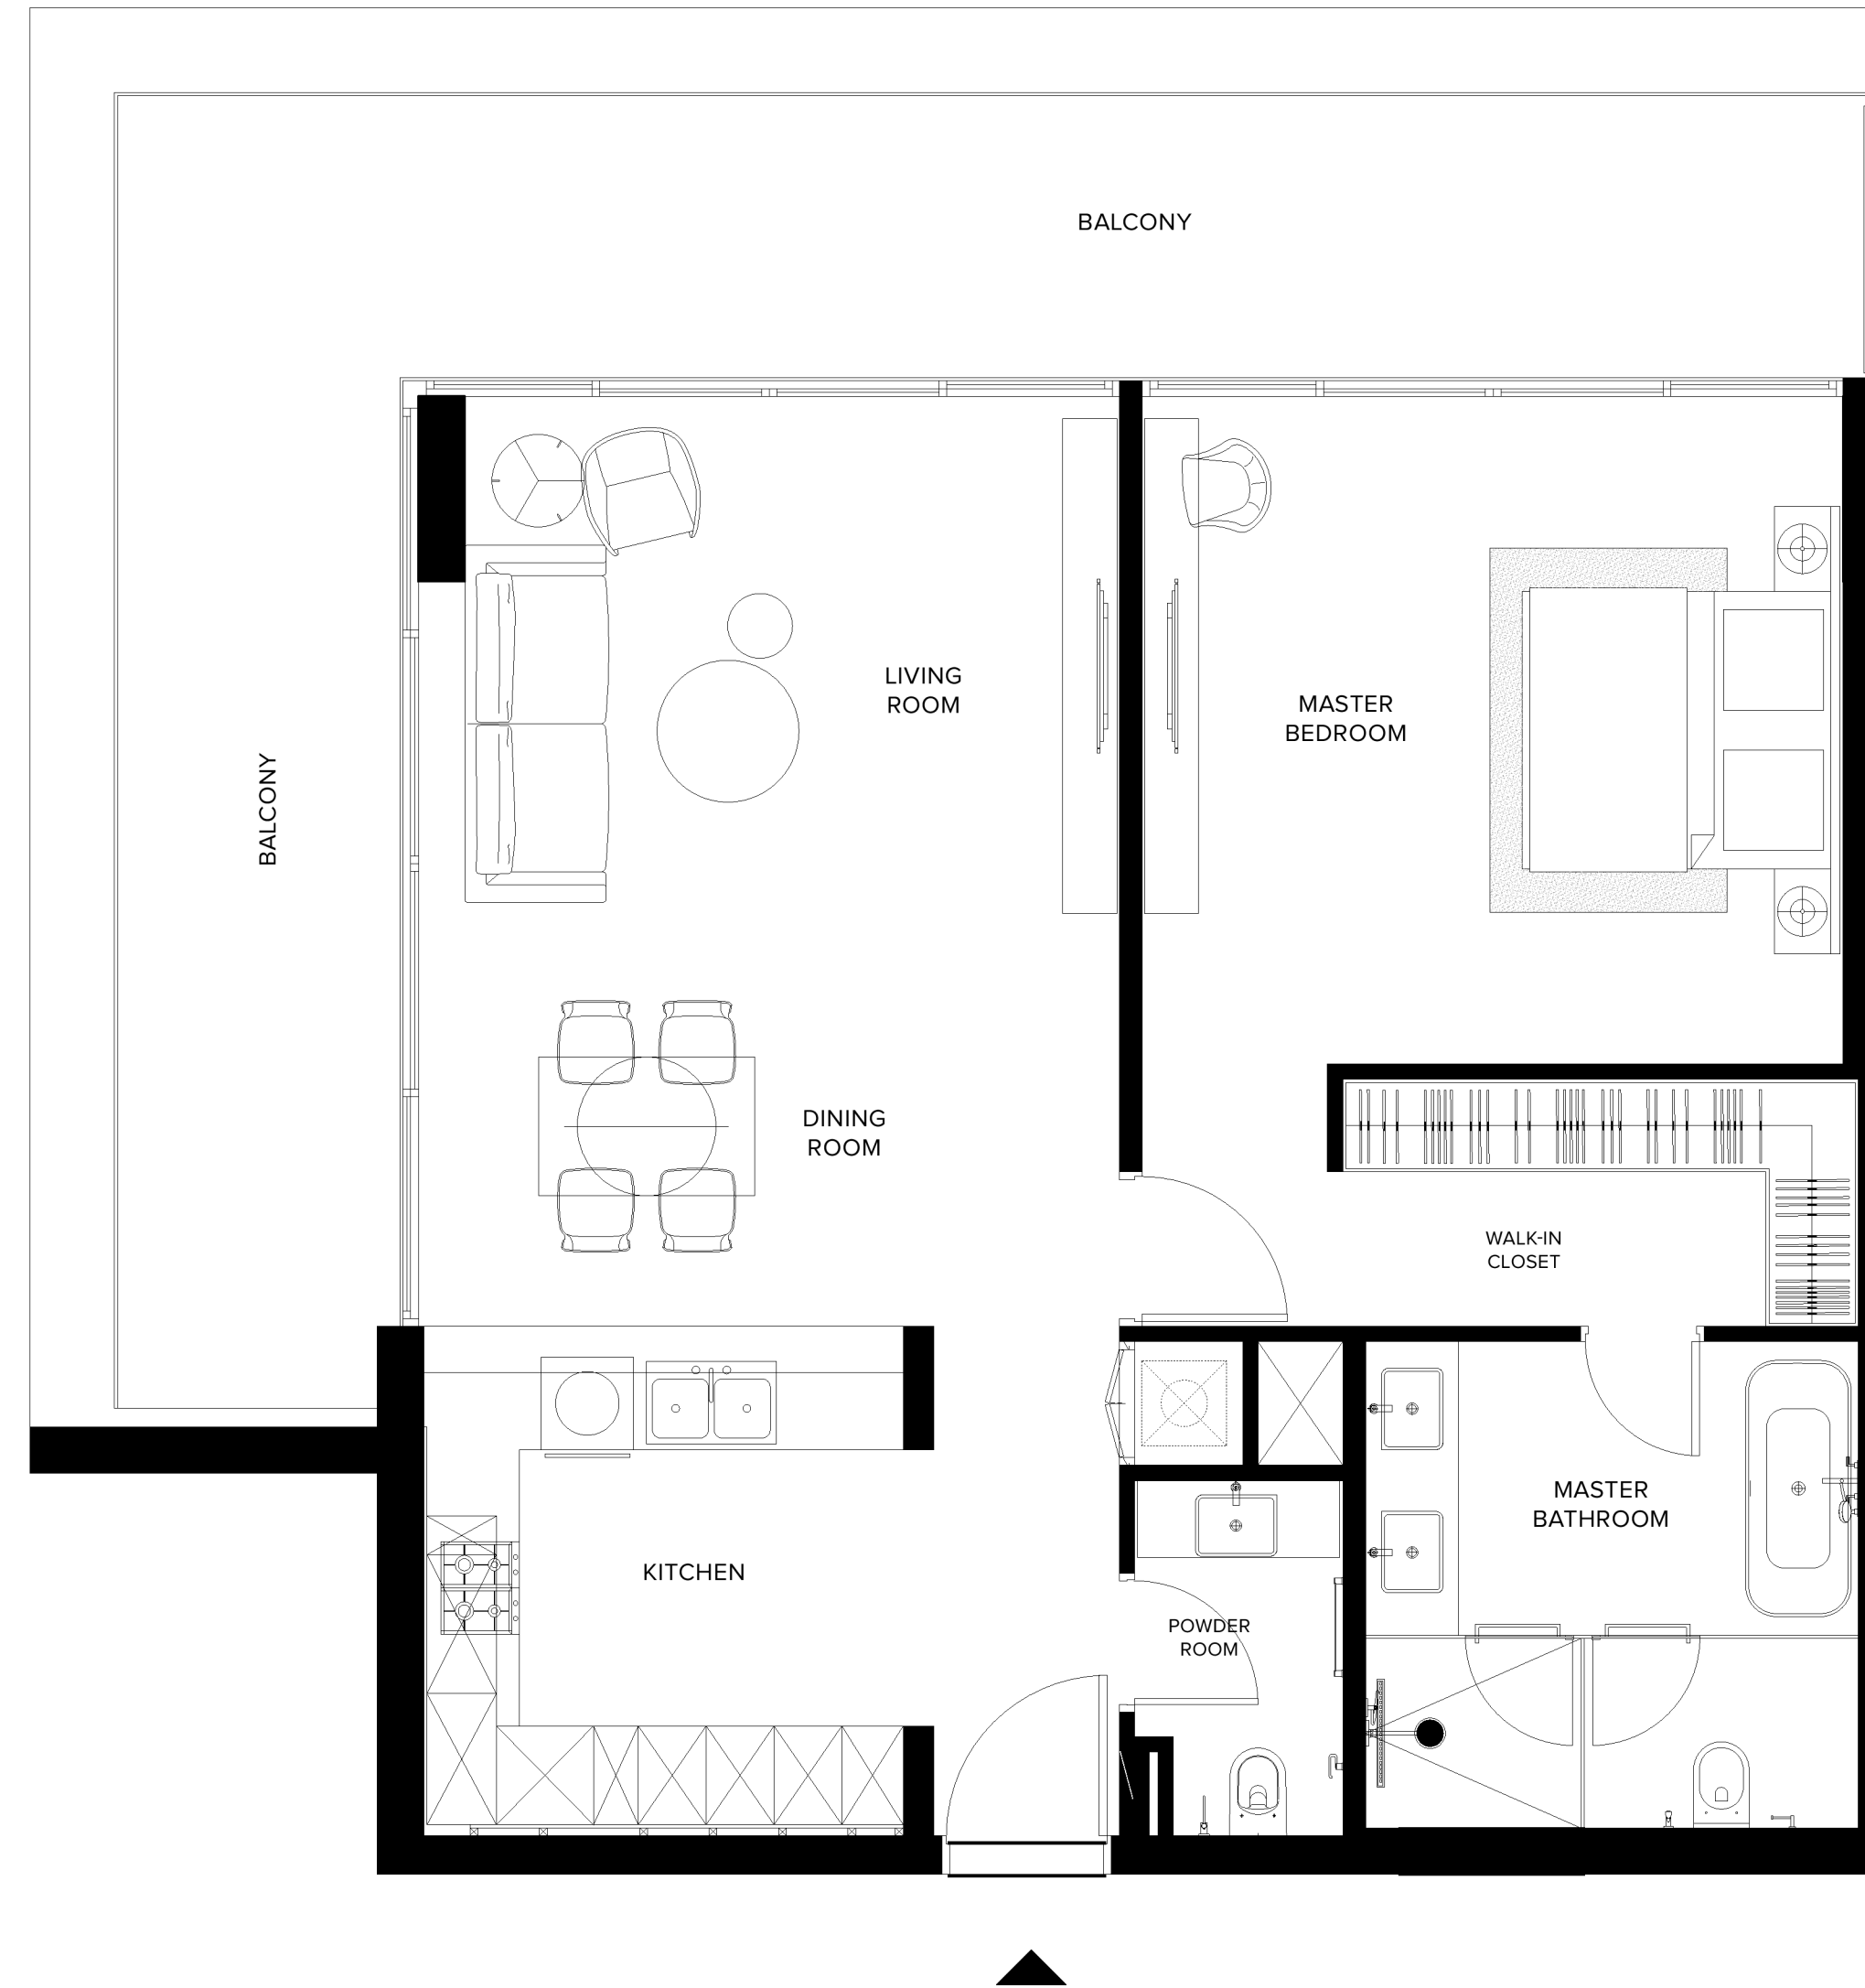 BALCONY
BALCONY
LIVING
ROOM
MASTER
BEDROOM
DINING
ROOM
WALK-IN
CLOSET
MASTER
BATHROOM
KITCHEN
POWDER
ROOM